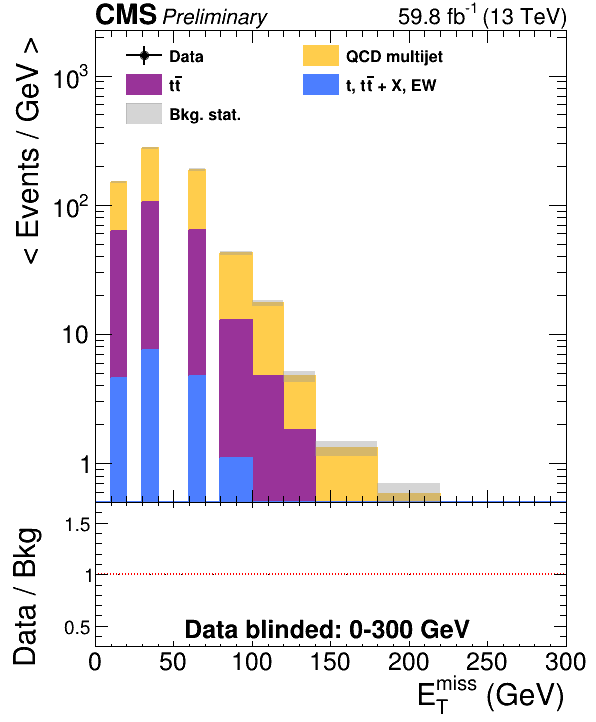 CMS Preliminary 59.8 fb⁻¹ (13 TeV)
< Events / GeV >
10³
10²
10
1
Data
QCD multijet
tt̄
t, tt̄ + X, EW
Bkg. stat.
Data / Bkg
1.5
1
0.5
Data blinded: 0-300 GeV
0 50 100 150 200 250 300
E_T^miss (GeV)